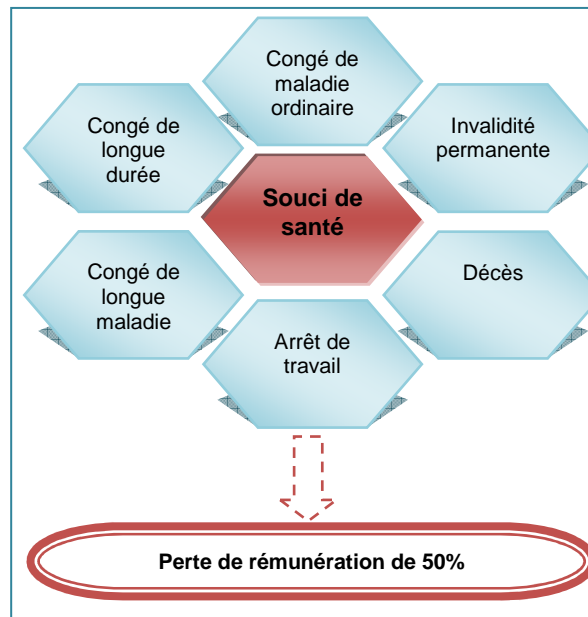 Congé de
maladie
ordinaire
Congé de
longue
durée
Invalidité
permanente
Souci de
santé
Congé de
longue
maladie
Décès
Arrêt de
travail
Perte de rémunération de 50%